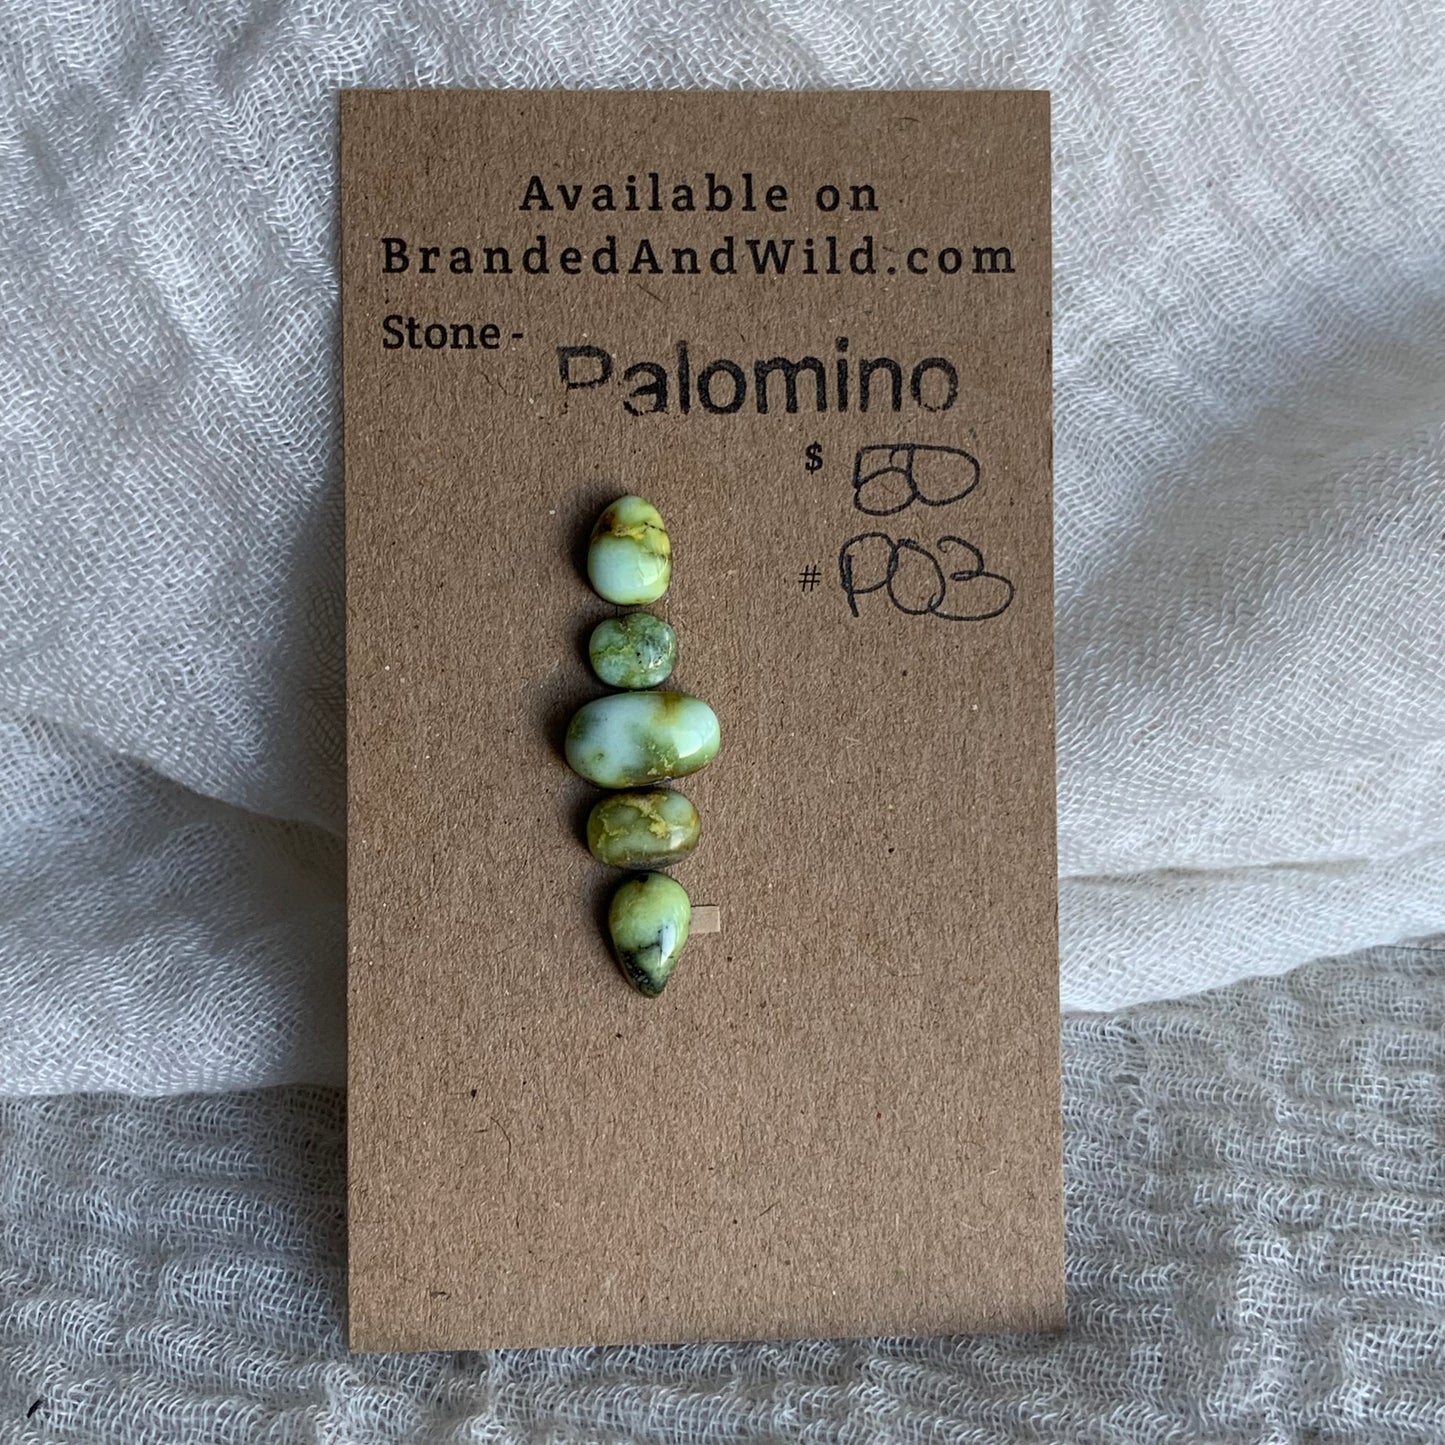 Available on
BrandedAndWild.com
Stone - Palomino
$ 50
# P03